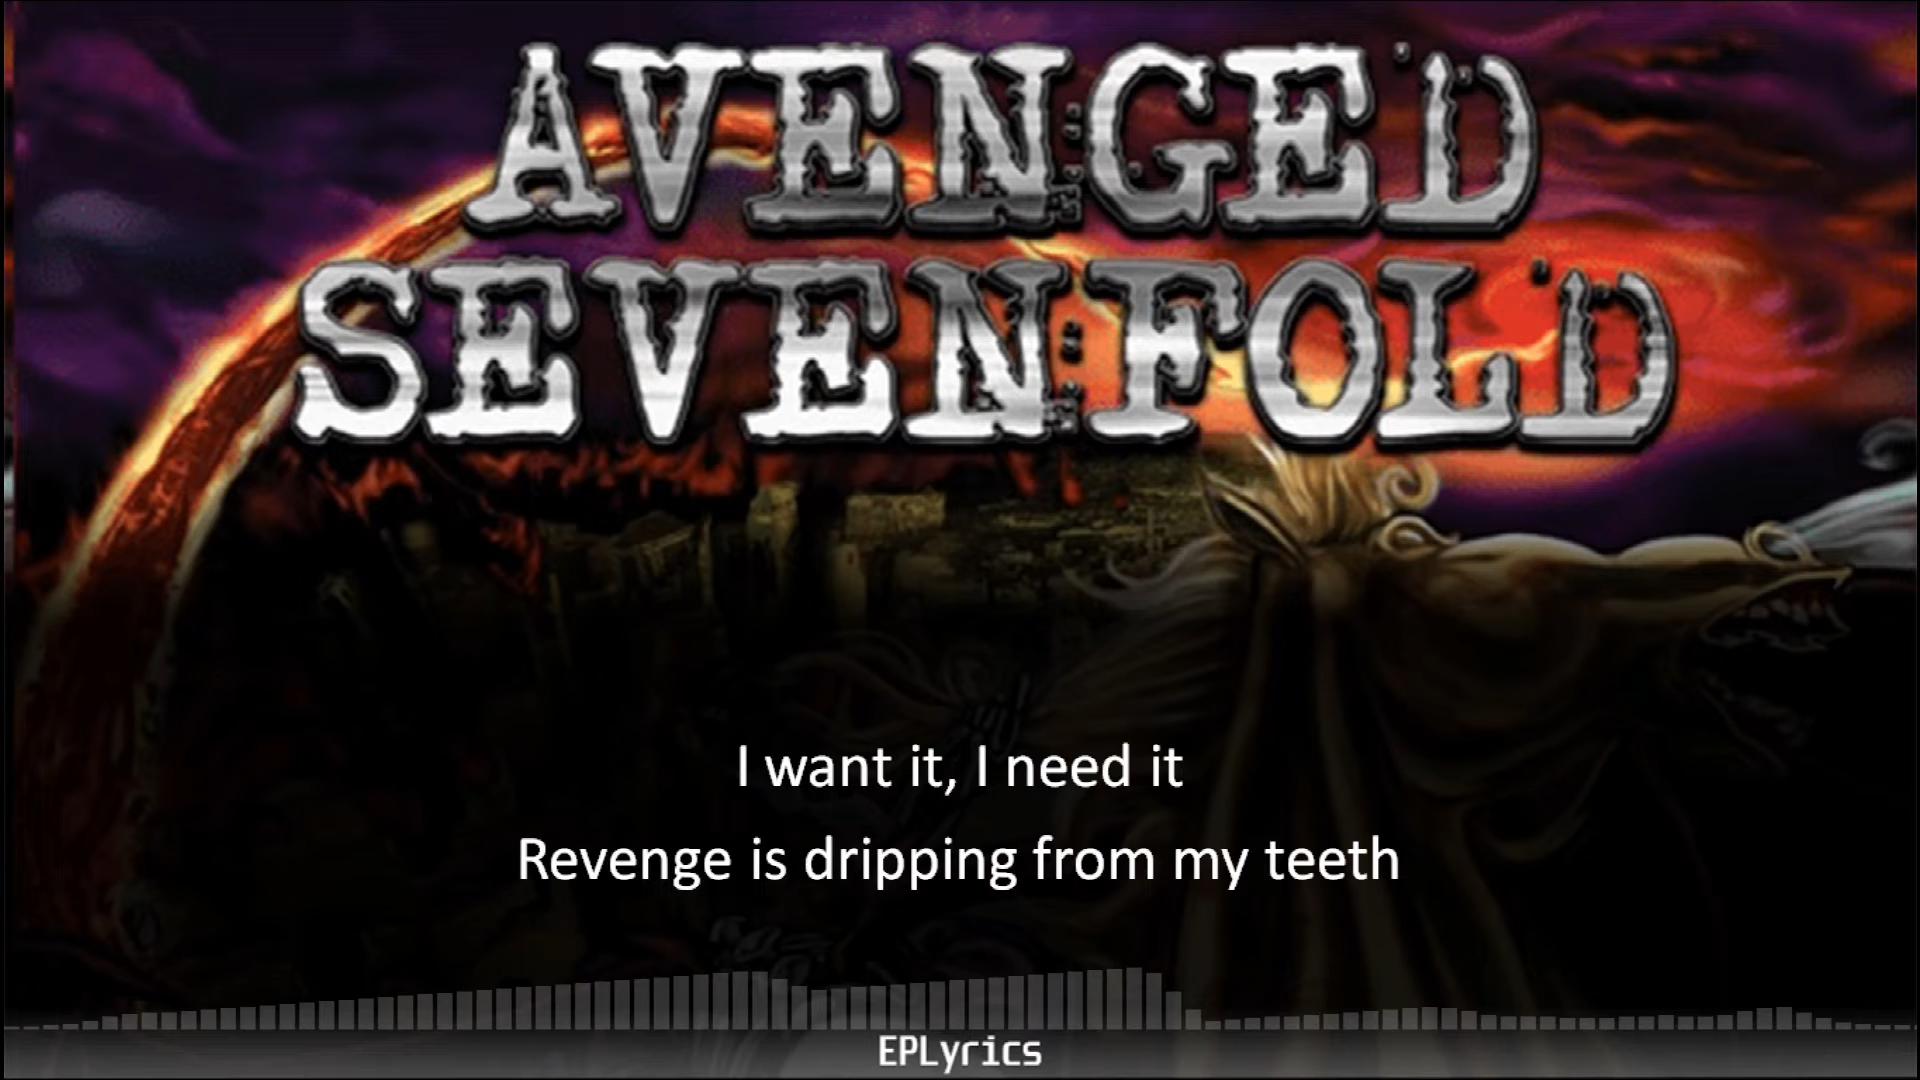 AVENGED
SEVENFOLD
I want it, I need it
Revenge is dripping from my teeth
EPLyrics